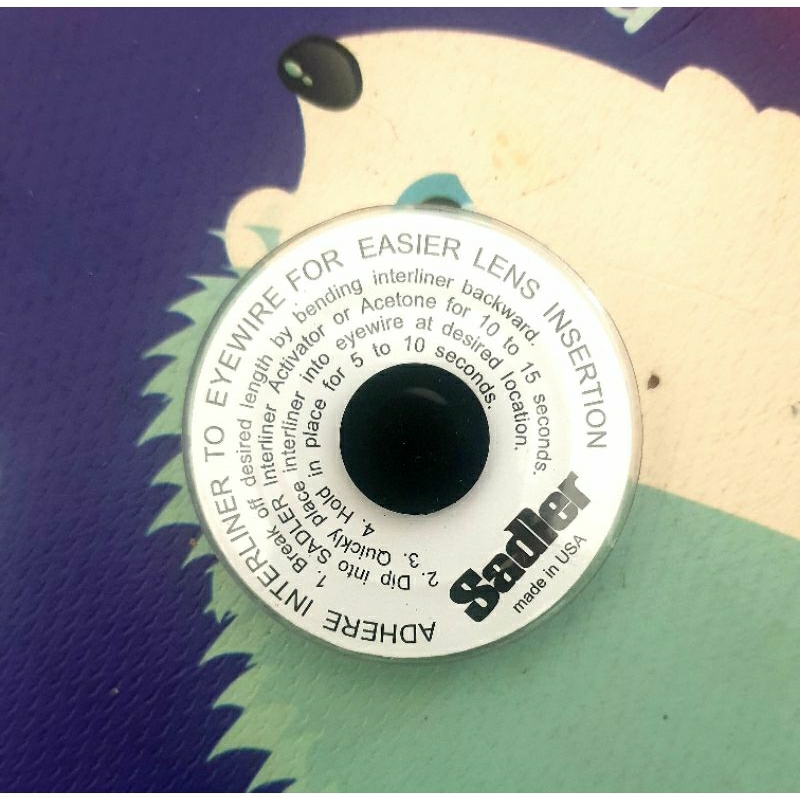 ADHERE INTERLINER TO EYEWIRE FOR EASIER LENS INSERTION
1. Break off desired length by bending interliner backward.
2. Dip into SADLER Interliner Activator or Acetone for 10 to 15 seconds.
3. Quickly place interliner into eyewire at desired location.
4. Hold in place for 5 to 10 seconds.
Sadler
made in USA